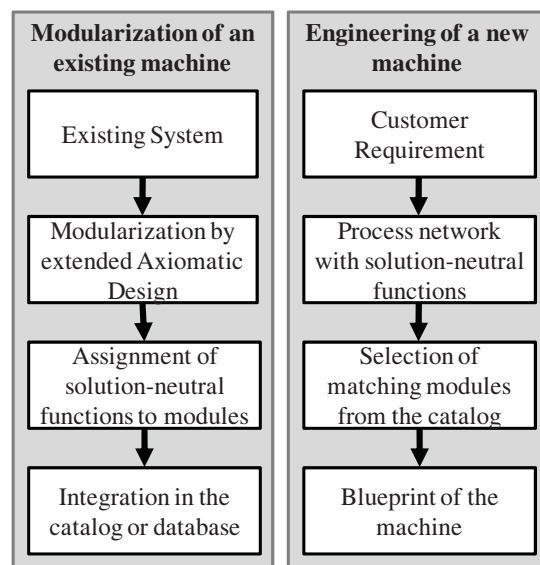 Modularization of an
existing machine
Existing System
Modularization by
extended Axiomatic
Design
Assignment of
solution-neutral
functions to modules
Integration in the
catalog or database
Engineering of a new
machine
Customer
Requirement
Process network
with solution-neutral
functions
Selection of
matching modules
from the catalog
Blueprint of the
machine